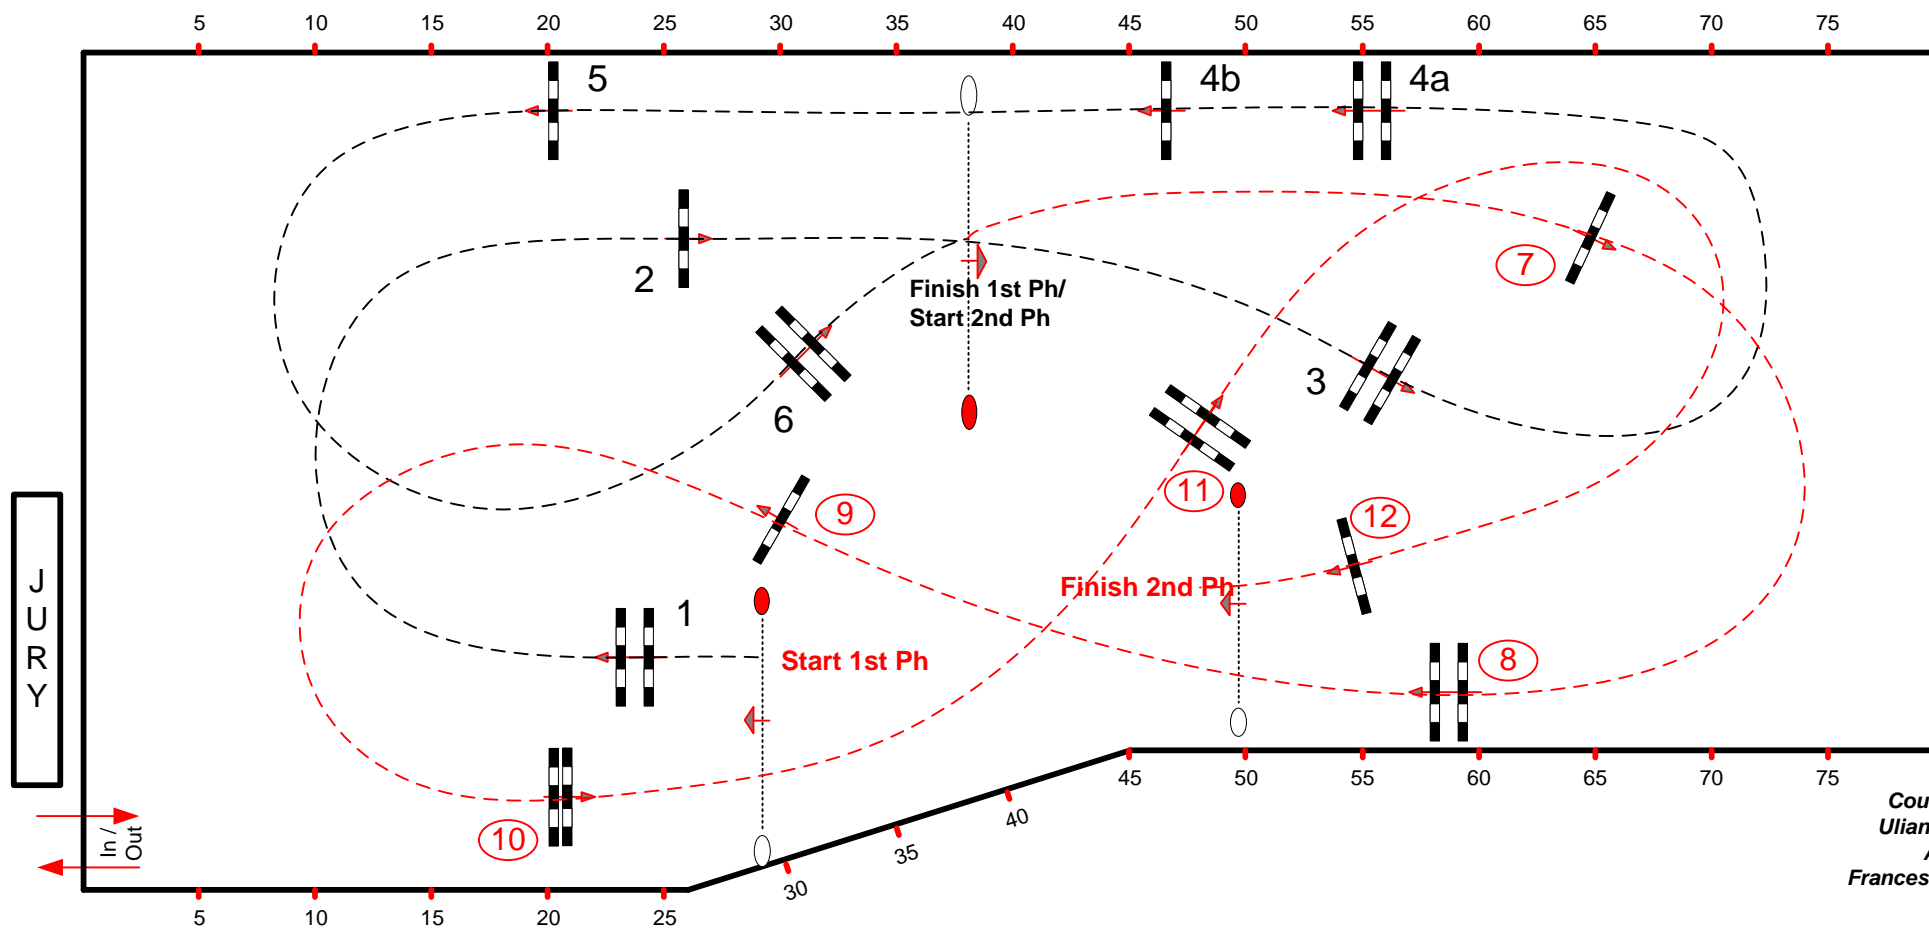 5 10 15 20 25 30 35 40 45 50 55 60 65 70 75
5
4b
4a
2
7
Finish 1st Ph/
Start 2nd Ph
3
6
11
9
12
J
U
R
Y
Finish 2nd Ph
1
Start 1st Ph
8
10
In /
Out
45 50 55 60 65 70 75
40
35
30
5 10 15 20 25
Cou
Ulian
Frances